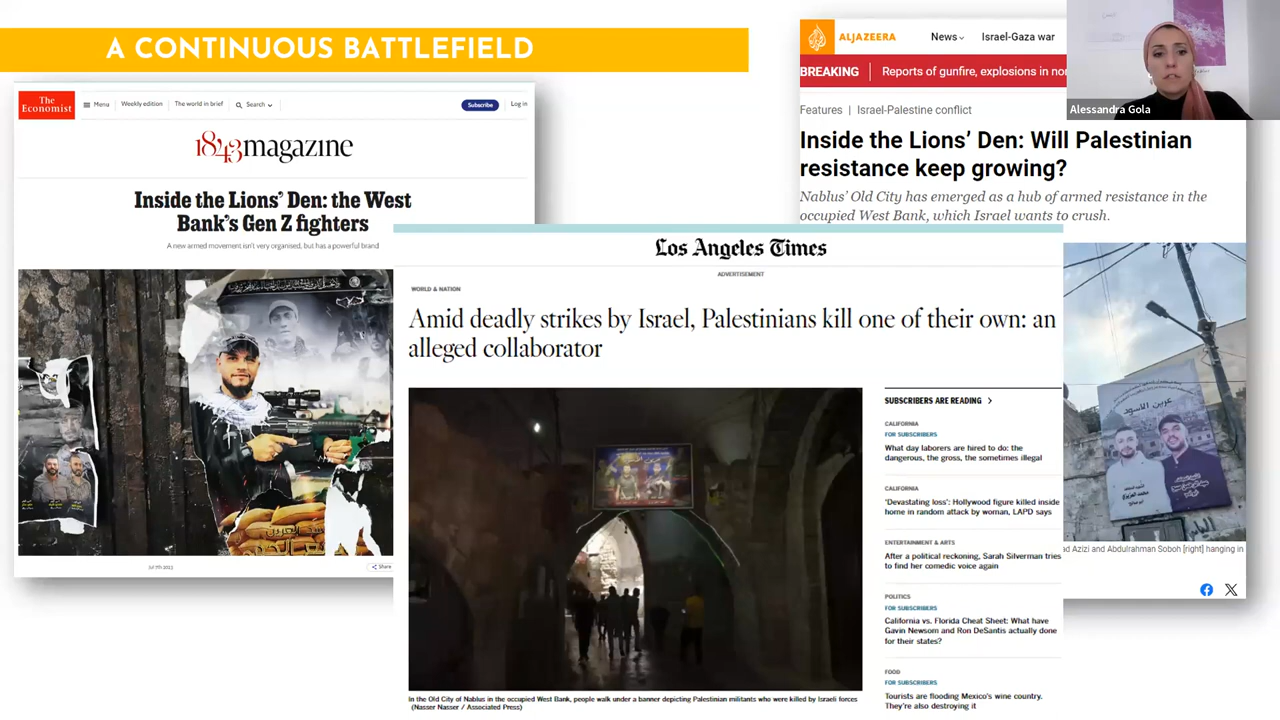 A CONTINUOUS BATTLEFIELD
The
Economist
Menu
Weekly edition
The world in brief
Search
Subscribe
Log in
1843magazine
Inside the Lions' Den: the West
Bank's Gen Z fighters
A new armed movement isn't very organised, but has a powerful brand
Share
Los Angeles Times
ADVERTISEMENT
WORLD & NATION
Amid deadly strikes by Israel, Palestinians kill one of their own: an
alleged collaborator
In the Old City of Nablus in the occupied West Bank, people walk under a banner depicting Palestinian militants who were killed by Israeli forces
(Nasser Nasser / Associated Press)
SUBSCRIBERS ARE READING
CALIFORNIA
FOR SUBSCRIBERS
What day laborers are hired to do: the
dangerous, the gross, the sometimes illegal
CALIFORNIA
'Devastating loss': Hollywood figure killed inside
home in random attack by woman, LAPD says
ENTERTAINMENT & ARTS
After a political reckoning, Sarah Silverman tries
to find her comedic voice again
POLITICS
FOR SUBSCRIBERS
California vs. Florida Cheat Sheet: What have
Gavin Newsom and Ron DeSantis actually done
for their states?
FOOD
FOR SUBSCRIBERS
Tourists are flooding Mexico's wine country.
They're also destroying it
ALJAZEERA
News
Israel-Gaza war
BREAKING
Reports of gunfire, explosions in
Features | Israel-Palestine conflict
Inside the Lions' Den: Will Palestinian
resistance keep growing?
Nablus' Old City has emerged as a hub of armed resistance in the
occupied West Bank, which Israel wants to crush.
عرين الأسود
Azizi and Abdulrahman Soboh [right] hanging in
Alessandra Gola